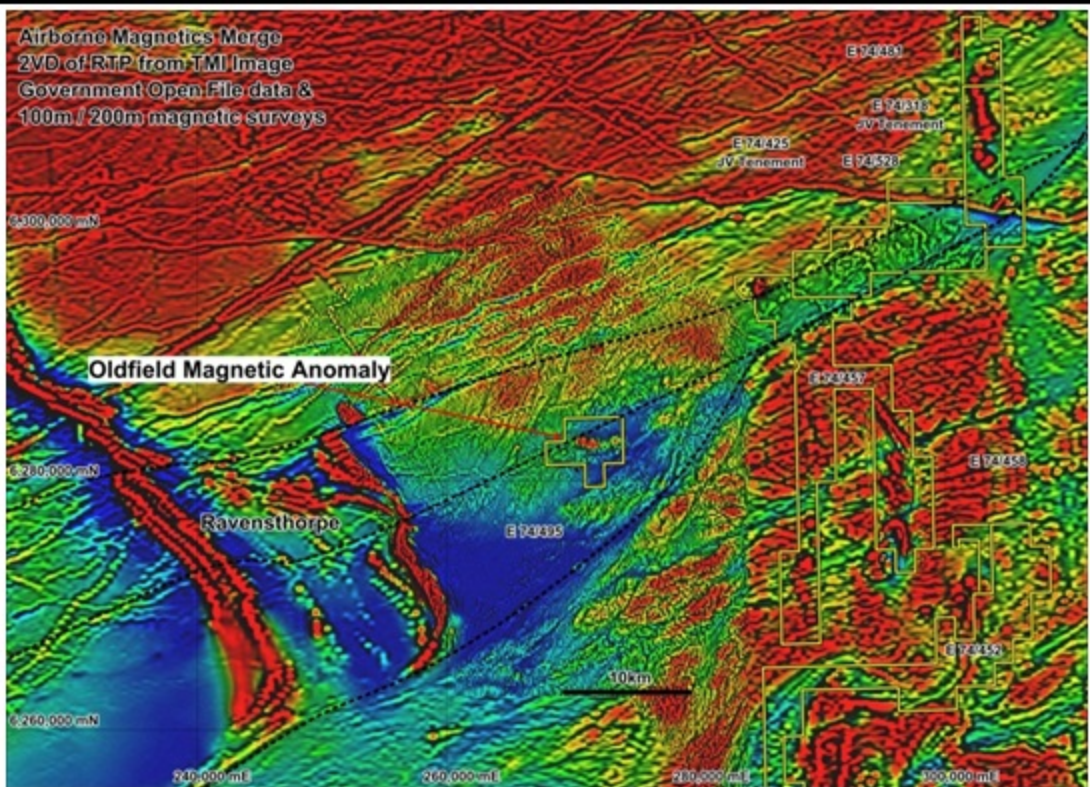 Airborne Magnetics Merge
2VD of RTP from TMI Image
Government Open File data &
100m / 200m magnetic surveys
E 74/481
E 74/318
JV Tenement
E 74/425
JV Tenement
E 74/528
6,300,000 mN
Oldfield Magnetic Anomaly
E 74/457
6,280,000 mN
E 74/458
Ravensthorpe
E 74/495
E 74/452
10km
6,260,000 mN
240,000 mE
260,000 mE
280,000 mE
300,000 mE